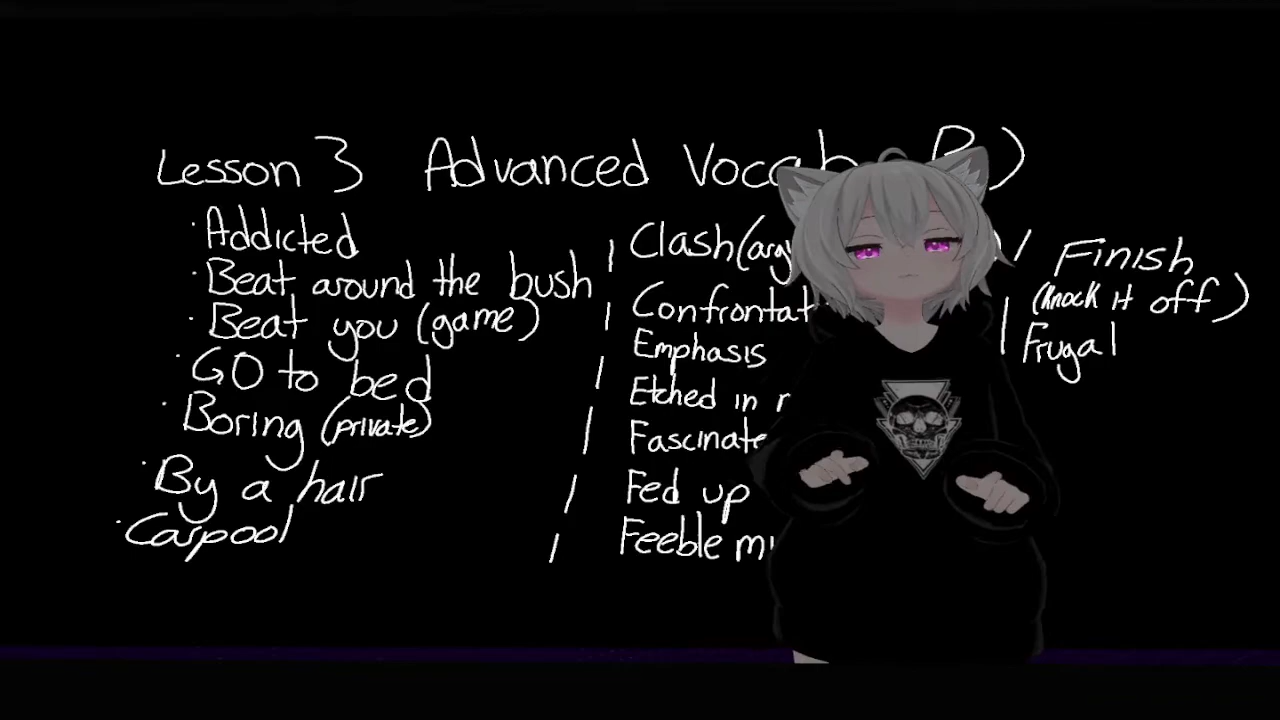 Lesson 3 Advanced Vocab )
· Addicted
· Beat around the bush
· Beat you (game)
· GO to bed
· Boring (private)
· By a hair
· Carpool
Clash
Emphasis
Etched in
Fascinate
Fed up
Feeble
Finish
(knock it off)
Frugal